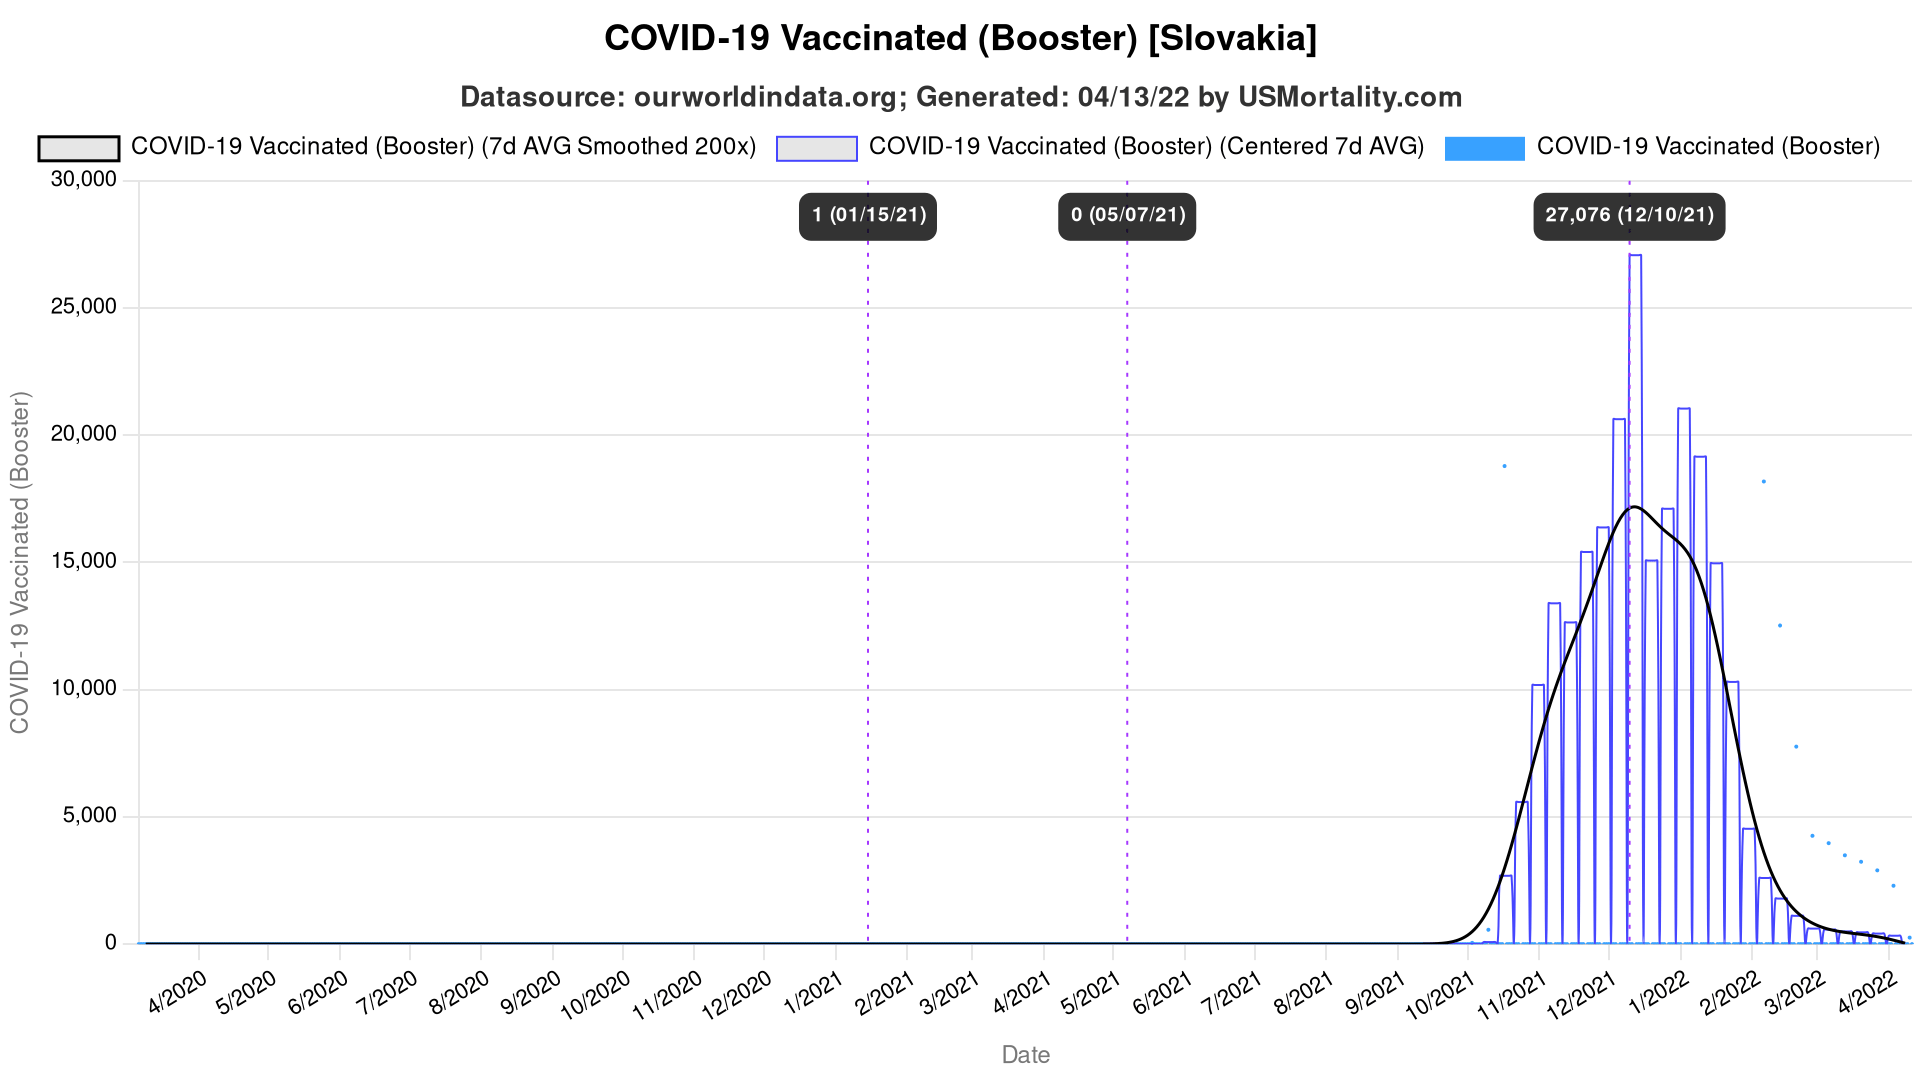 COVID-19 Vaccinated (Booster) [Slovakia]
Datasource: ourworldindata.org; Generated: 04/13/22 by USMortality.com
COVID-19 Vaccinated (Booster) (7d AVG Smoothed 200x) COVID-19 Vaccinated (Booster) (Centered 7d AVG) COVID-19 Vaccinated (Booster)
30,000
1 (01/15/21) 0 (05/07/21) 27,076 (12/10/21)
25,000
20,000
15,000
10,000
5,000
0
COVID-19 Vaccinated (Booster)
4/2020 5/2020 6/2020 7/2020 8/2020 9/2020 10/2020 11/2020 12/2020 1/2021 2/2021 3/2021 4/2021 5/2021 6/2021 7/2021 8/2021 9/2021 10/2021 11/2021 12/2021 1/2022 2/2022 3/2022 4/2022
Date